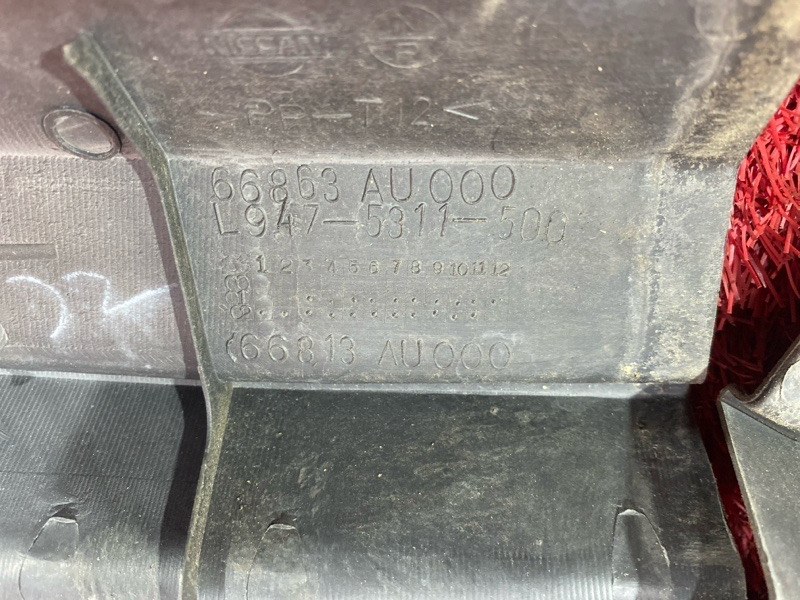 NISSAN
>PP-T12<
66863 AU000
L947-5311-500
1 2 3 4 5 6 7 8 9 10 11 12
(66813 AU000